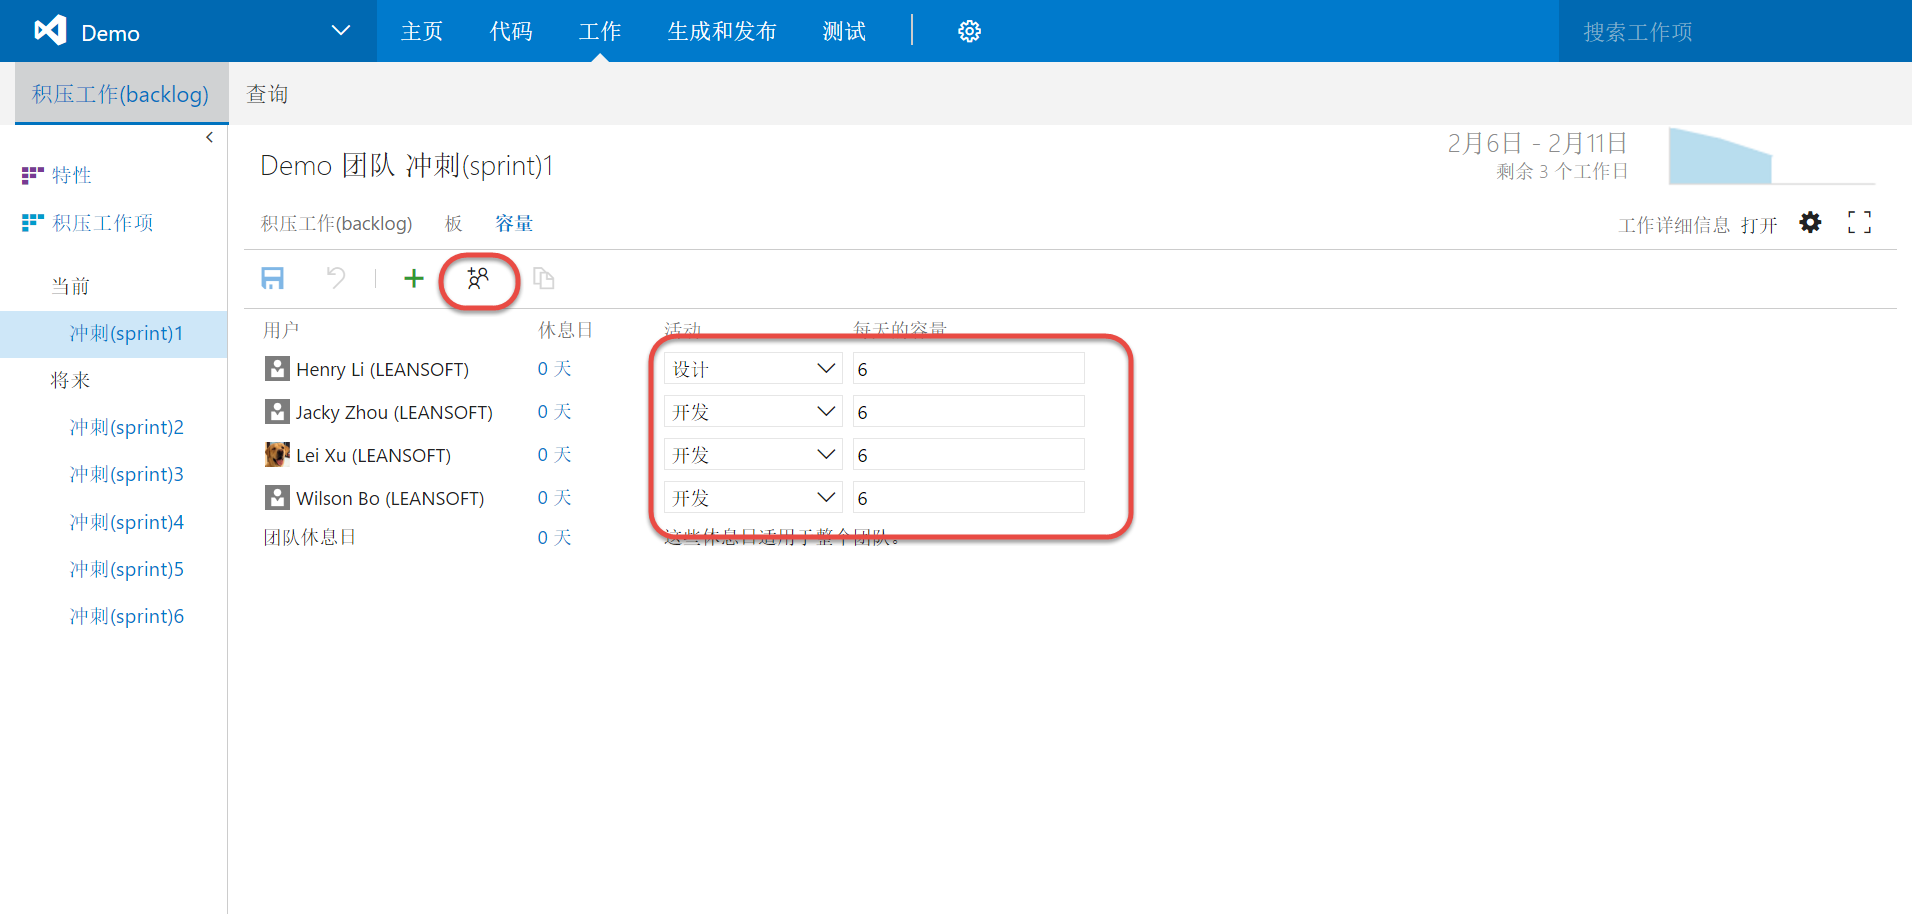 Demo
主页 代码 工作 生成和发布 测试
搜索工作项
积压工作(backlog) 查询
特性
积压工作项
当前
冲刺(sprint)1
将来
冲刺(sprint)2
冲刺(sprint)3
冲刺(sprint)4
冲刺(sprint)5
冲刺(sprint)6
Demo 团队 冲刺(sprint)1
2月6日 - 2月11日
剩余 3 个工作日
积压工作(backlog) 板 容量
工作详细信息 打开
用户 休息日 活动 每天的容量
Henry Li (LEANSOFT) 0 天 设计 6
Jacky Zhou (LEANSOFT) 0 天 开发 6
Lei Xu (LEANSOFT) 0 天 开发 6
Wilson Bo (LEANSOFT) 0 天 开发 6
团队休息日 0 天 这些休息日适用于整个团队。